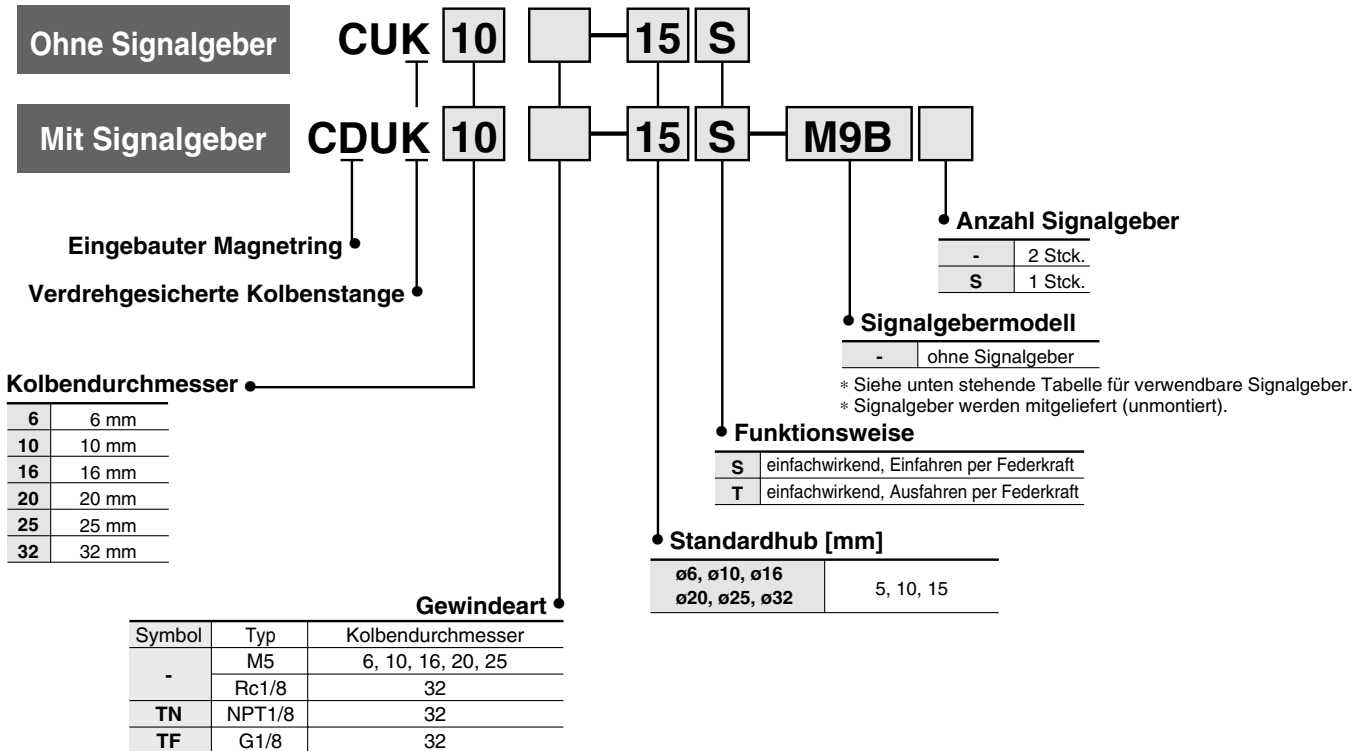 Ohne Signalgeber CUK 10 — 15 S
Mit Signalgeber CDUK 10 — 15 S — M9B
Eingebauter Magnetring
Verdrehgesicherte Kolbenstange
Anzahl Signalgeber
- 2 Stck.
S 1 Stck.
Signalgebermodell
- ohne Signalgeber
* Siehe unten stehende Tabelle für verwendbare Signalgeber.
* Signalgeber werden mitgeliefert (unmontiert).
Kolbendurchmesser
6 6 mm
10 10 mm
16 16 mm
20 20 mm
25 25 mm
32 32 mm
Funktionsweise
S einfachwirkend, Einfahren per Federkraft
T einfachwirkend, Ausfahren per Federkraft
Standardhub [mm]
ø6, ø10, ø16
ø20, ø25, ø32
5, 10, 15
Gewindeart
Symbol Typ Kolbendurchmesser
- M5 6, 10, 16, 20, 25
Rc1/8 32
TN NPT1/8 32
TF G1/8 32